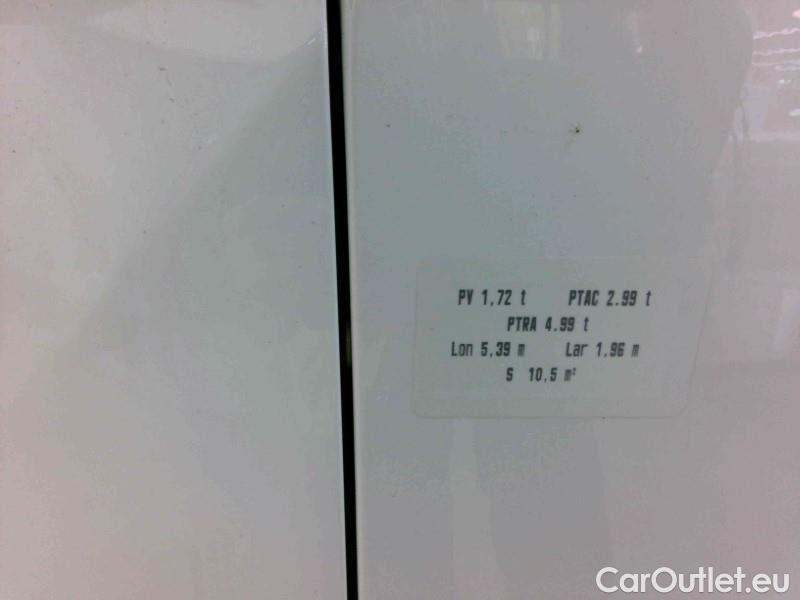 PV 1,72 t PTAC 2.99 t
PTRA 4.99 t
Lon 5,39 m Lar 1,96 m
S 10,5 m²
CarOutlet.eu